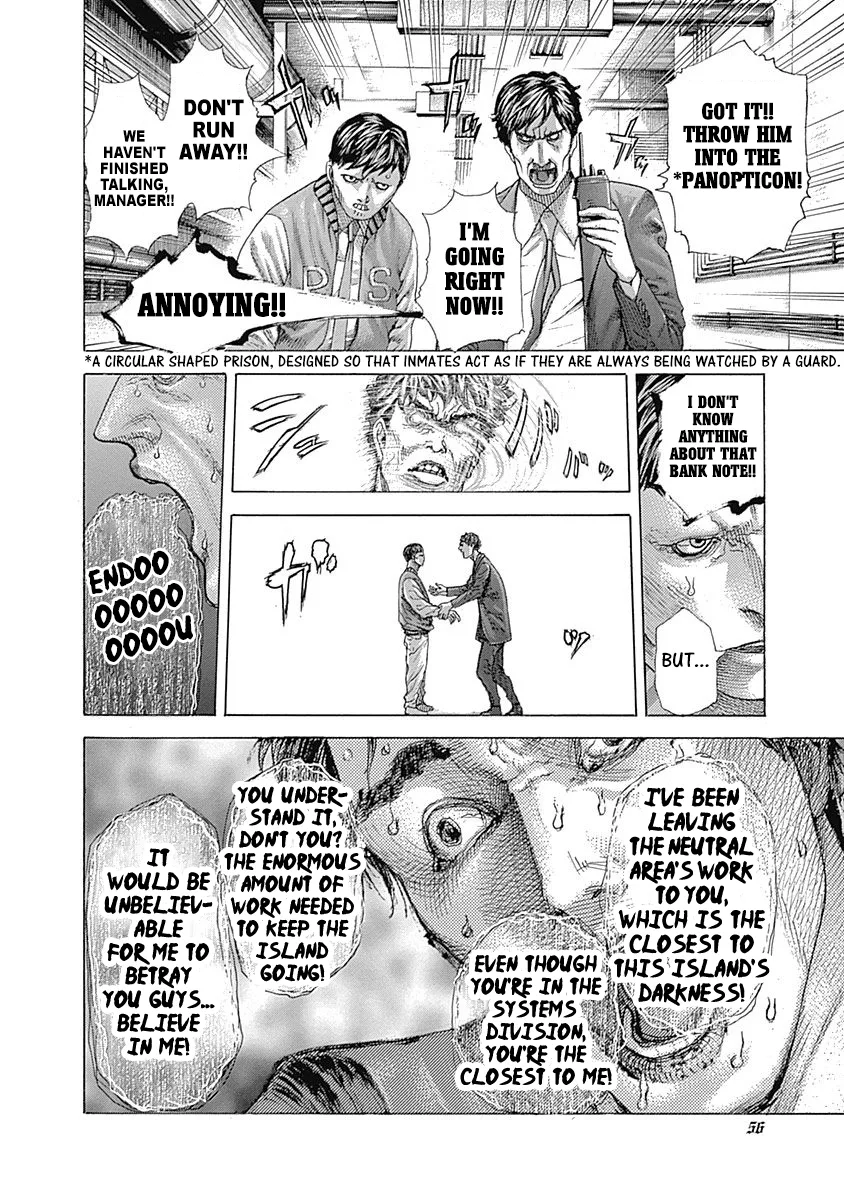 GOT IT!!
THROW HIM
INTO THE
*PANOPTICON!
I'M
GOING
RIGHT
NOW!!
DON'T
RUN
AWAY!!
WE
HAVEN'T
FINISHED
TALKING,
MANAGER!!
ANNOYING!!
P S
*A CIRCULAR SHAPED PRISON, DESIGNED SO THAT INMATES ACT AS IF THEY ARE ALWAYS BEING WATCHED BY A GUARD.
I DON'T
KNOW
ANYTHING
ABOUT THAT
BANK NOTE!!
BUT...
ENDOO
OOOOO
OOOOU
I'VE BEEN
LEAVING
THE NEUTRAL
AREA'S WORK
TO YOU,
WHICH IS THE
CLOSEST TO
THIS ISLAND'S
DARKNESS!
EVEN THOUGH
YOU'RE IN THE
SYSTEMS
DIVISION,
YOU'RE THE
CLOSEST TO ME!
YOU UNDER-
STAND IT,
DON'T YOU?
THE ENORMOUS
AMOUNT OF
WORK NEEDED
TO KEEP THE
ISLAND
GOING!
IT
WOULD BE
UNBELIEV-
ABLE
FOR ME TO
BETRAY
YOU GUYS...
BELIEVE
IN ME!
56